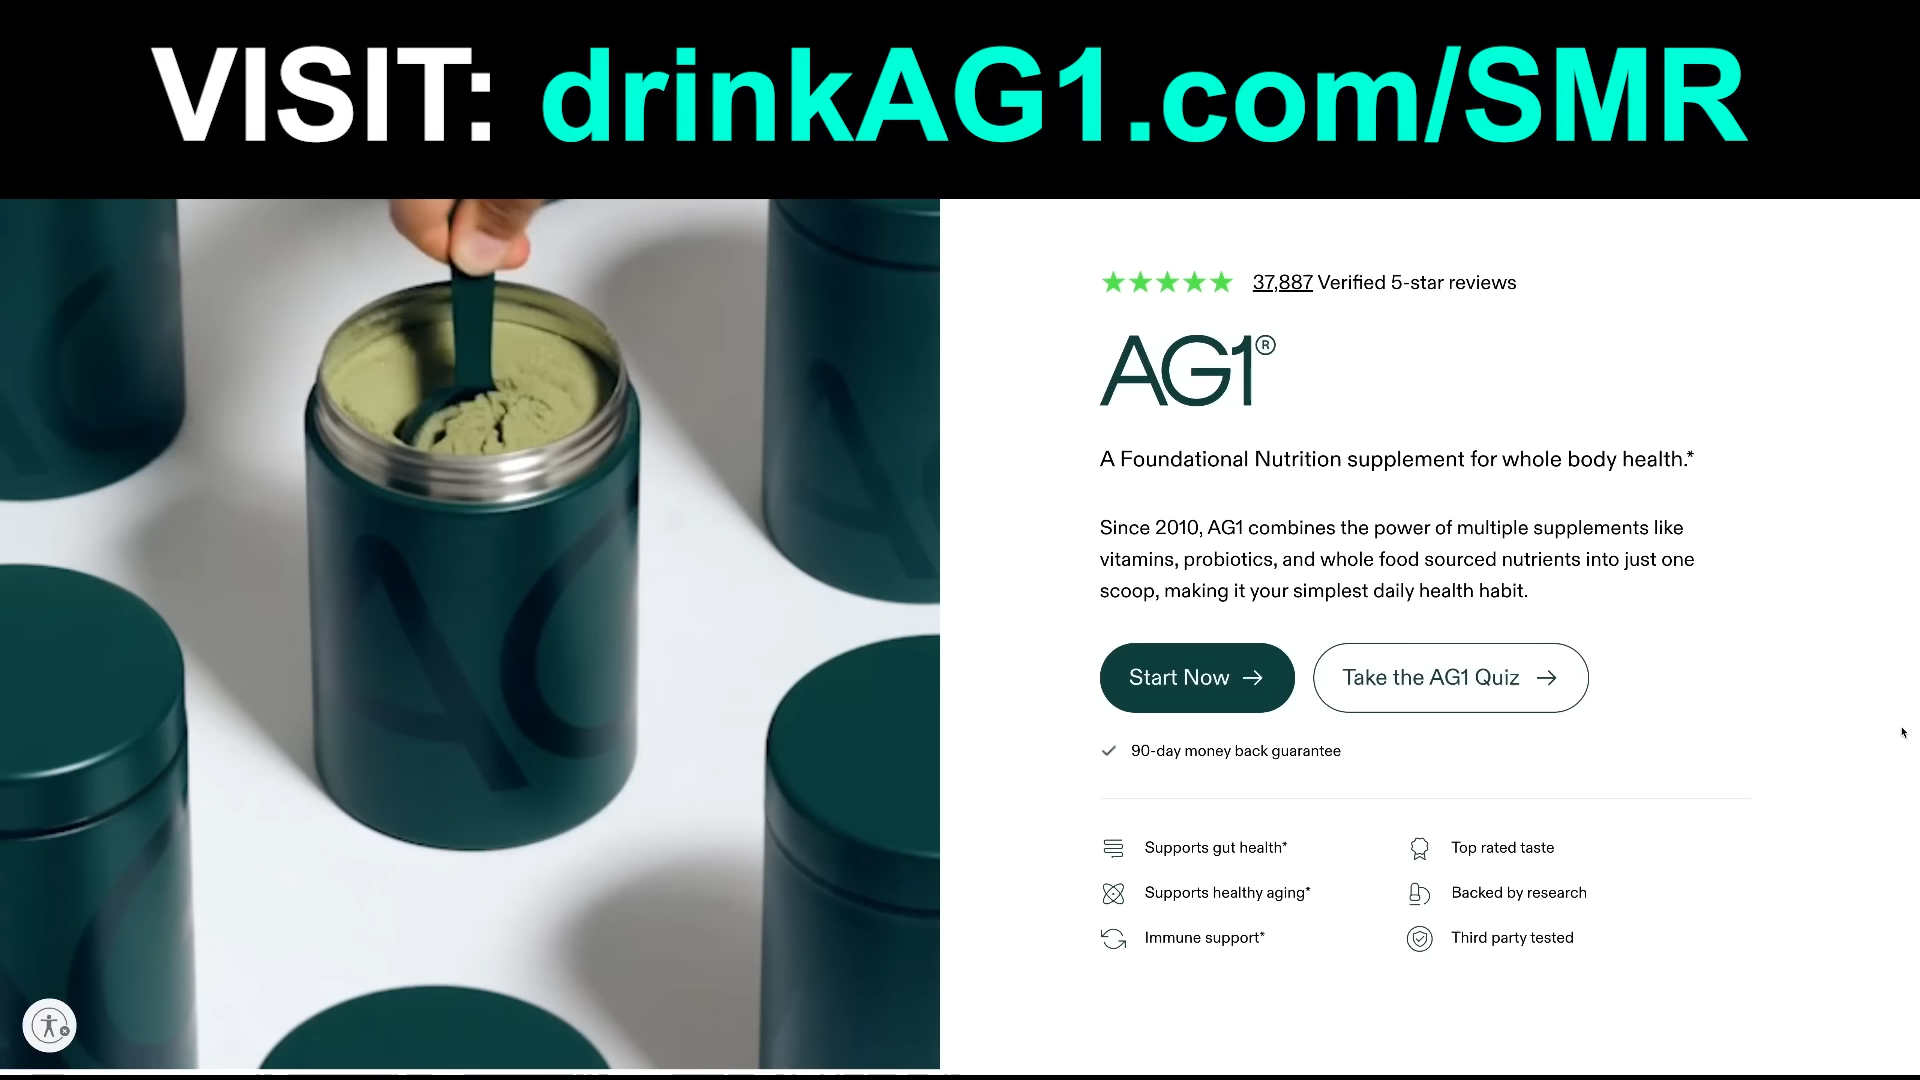 VISIT: drinkAG1.com/SMR
37,887 Verified 5-star reviews
AG1®
A Foundational Nutrition supplement for whole body health.*
Since 2010, AG1 combines the power of multiple supplements like
vitamins, probiotics, and whole food sourced nutrients into just one
scoop, making it your simplest daily health habit.
Start Now →
Take the AG1 Quiz →
90-day money back guarantee
Supports gut health*
Top rated taste
Supports healthy aging*
Backed by research
Immune support*
Third party tested
AG